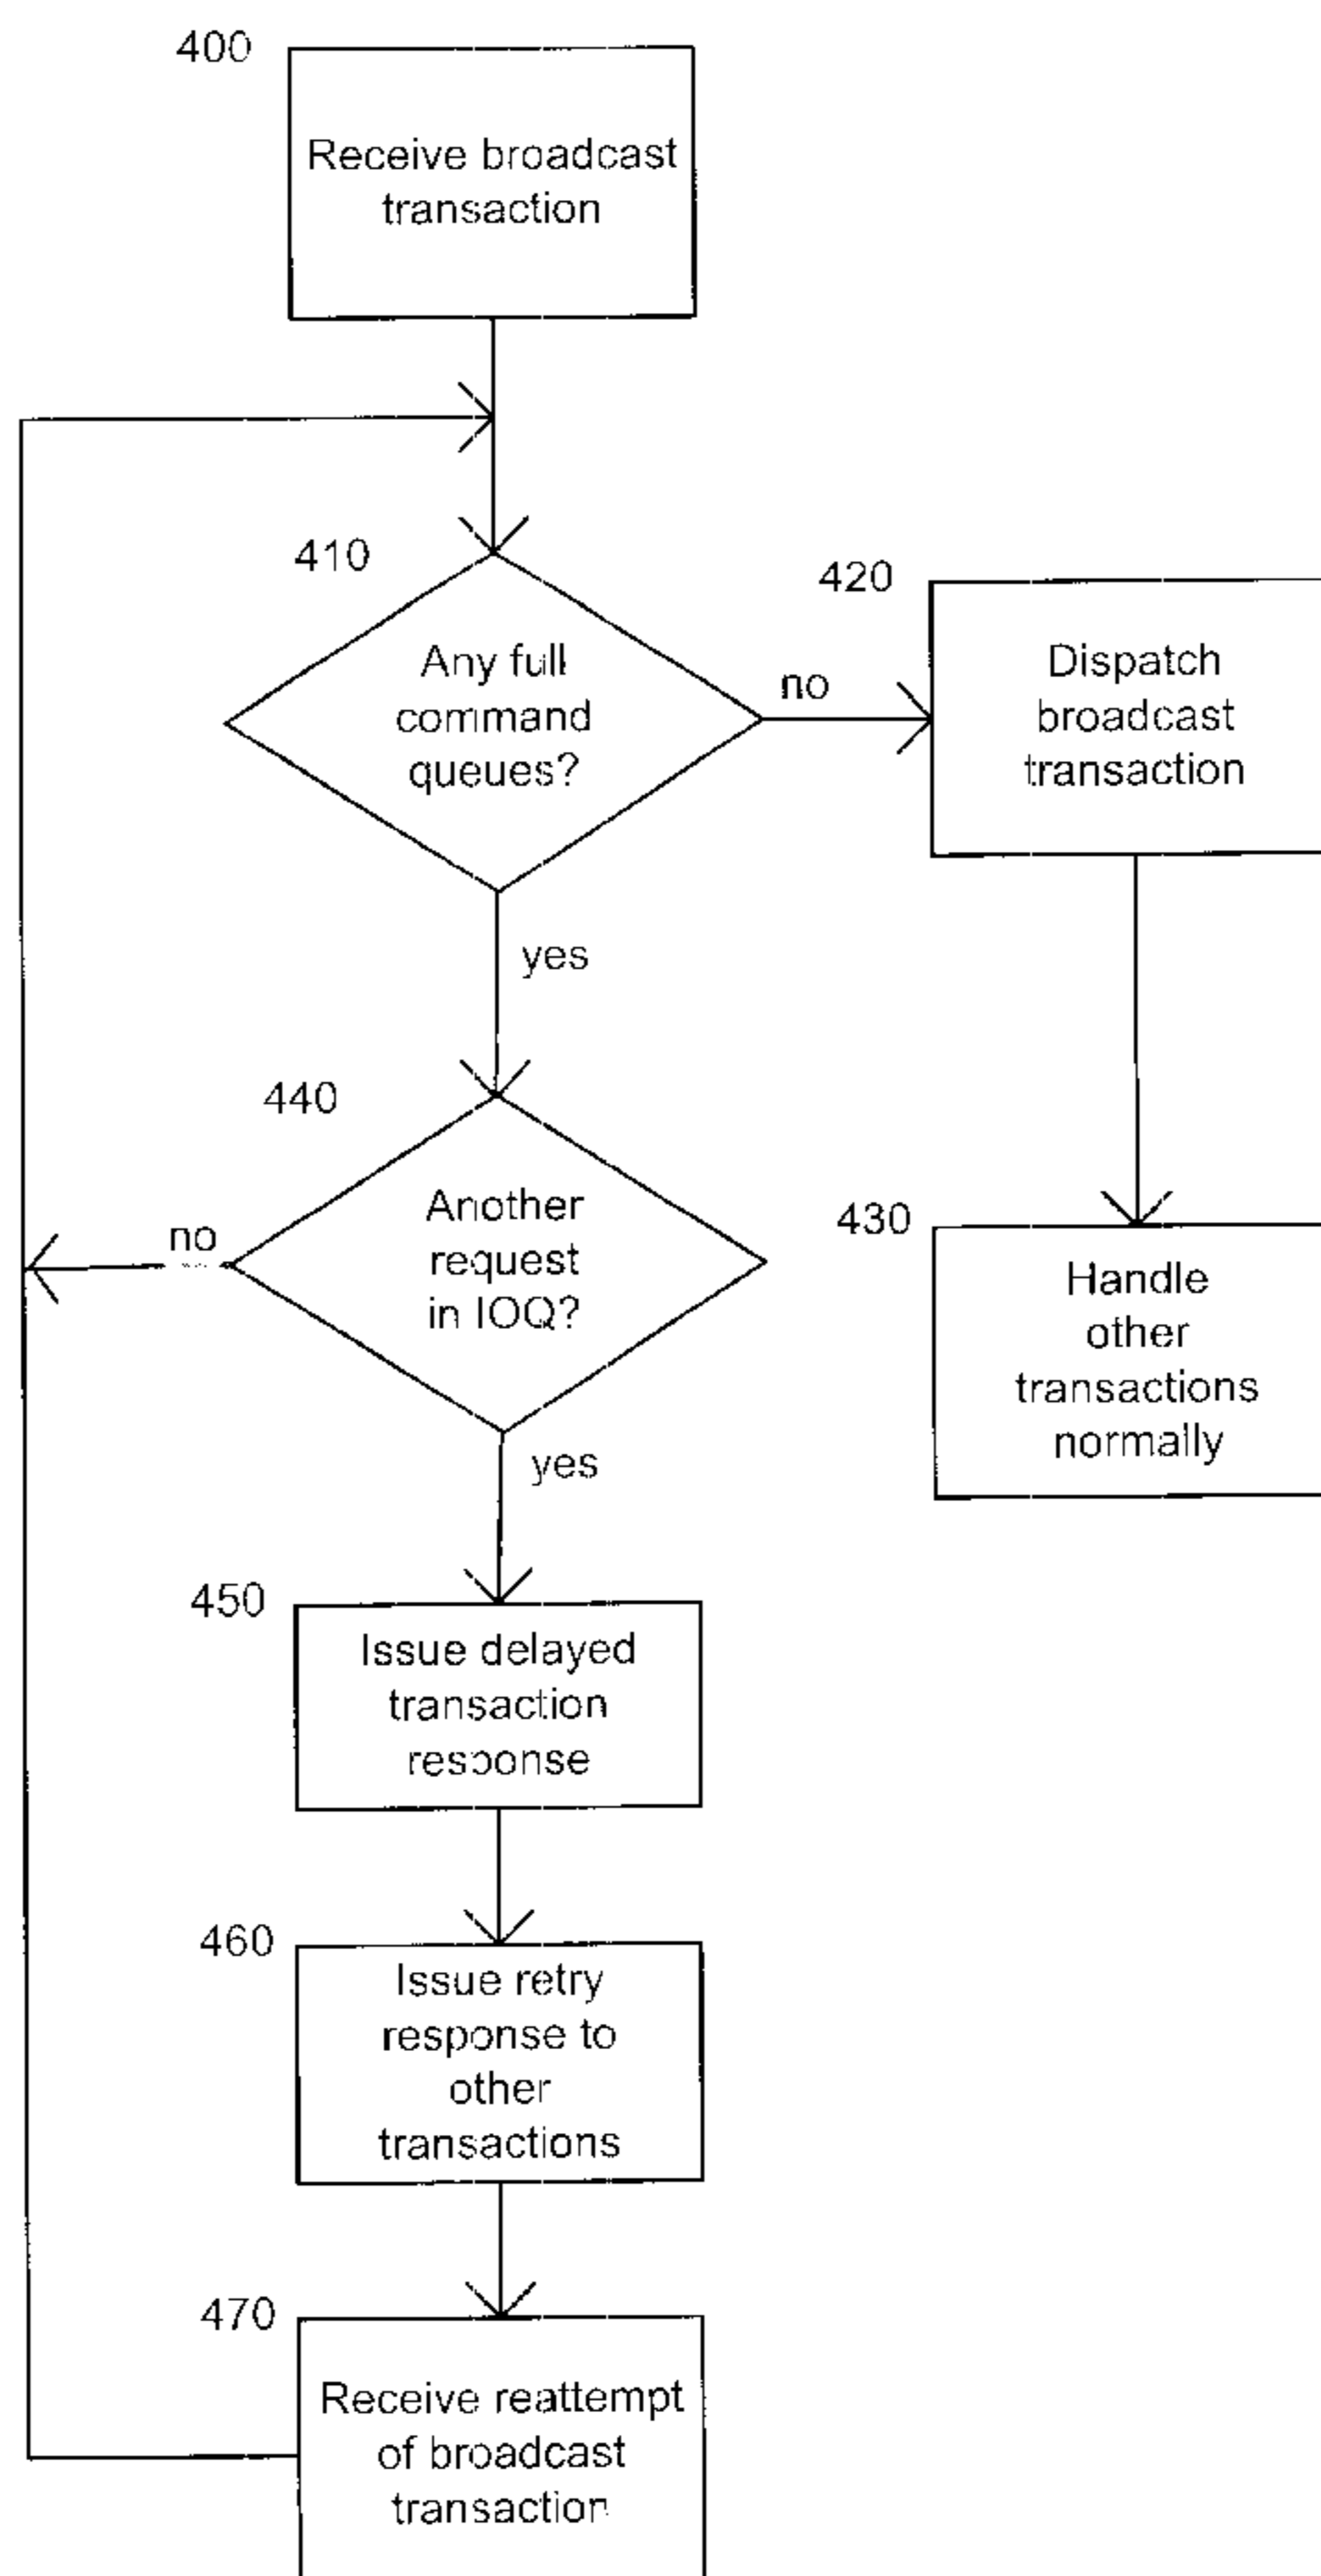 400
Receive broadcast
transaction
410
Any full
command
queues?
no
420
Dispatch
broadcast
transaction
yes
440
Another
request
in IOQ?
no
430
Handle
other
transactions
normally
yes
450
Issue delayed
transaction
response
460
Issue retry
response to
other
transactions
470
Receive reattempt
of broadcast
transaction